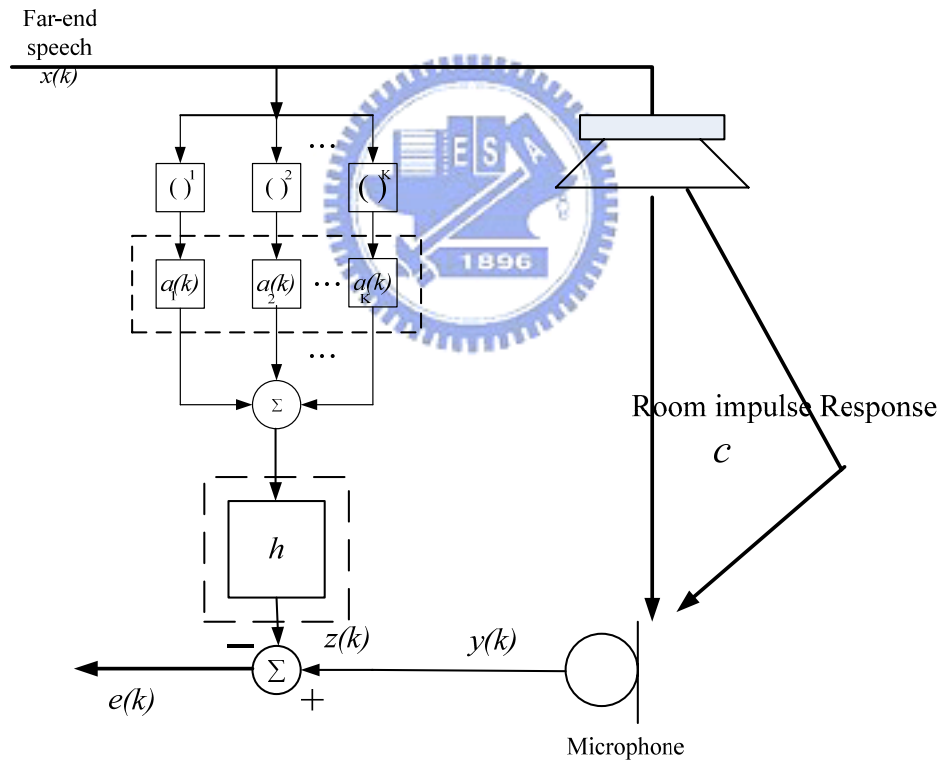 Far-end
speech
x(k)
...
( )¹ ( )² ( )ᴷ
E S A
1896
a(k) a(k) ... a(k)
1 2 K
...
Σ
Room impulse Response
c
h
z(k)
y(k)
−
Σ
+
e(k)
Microphone